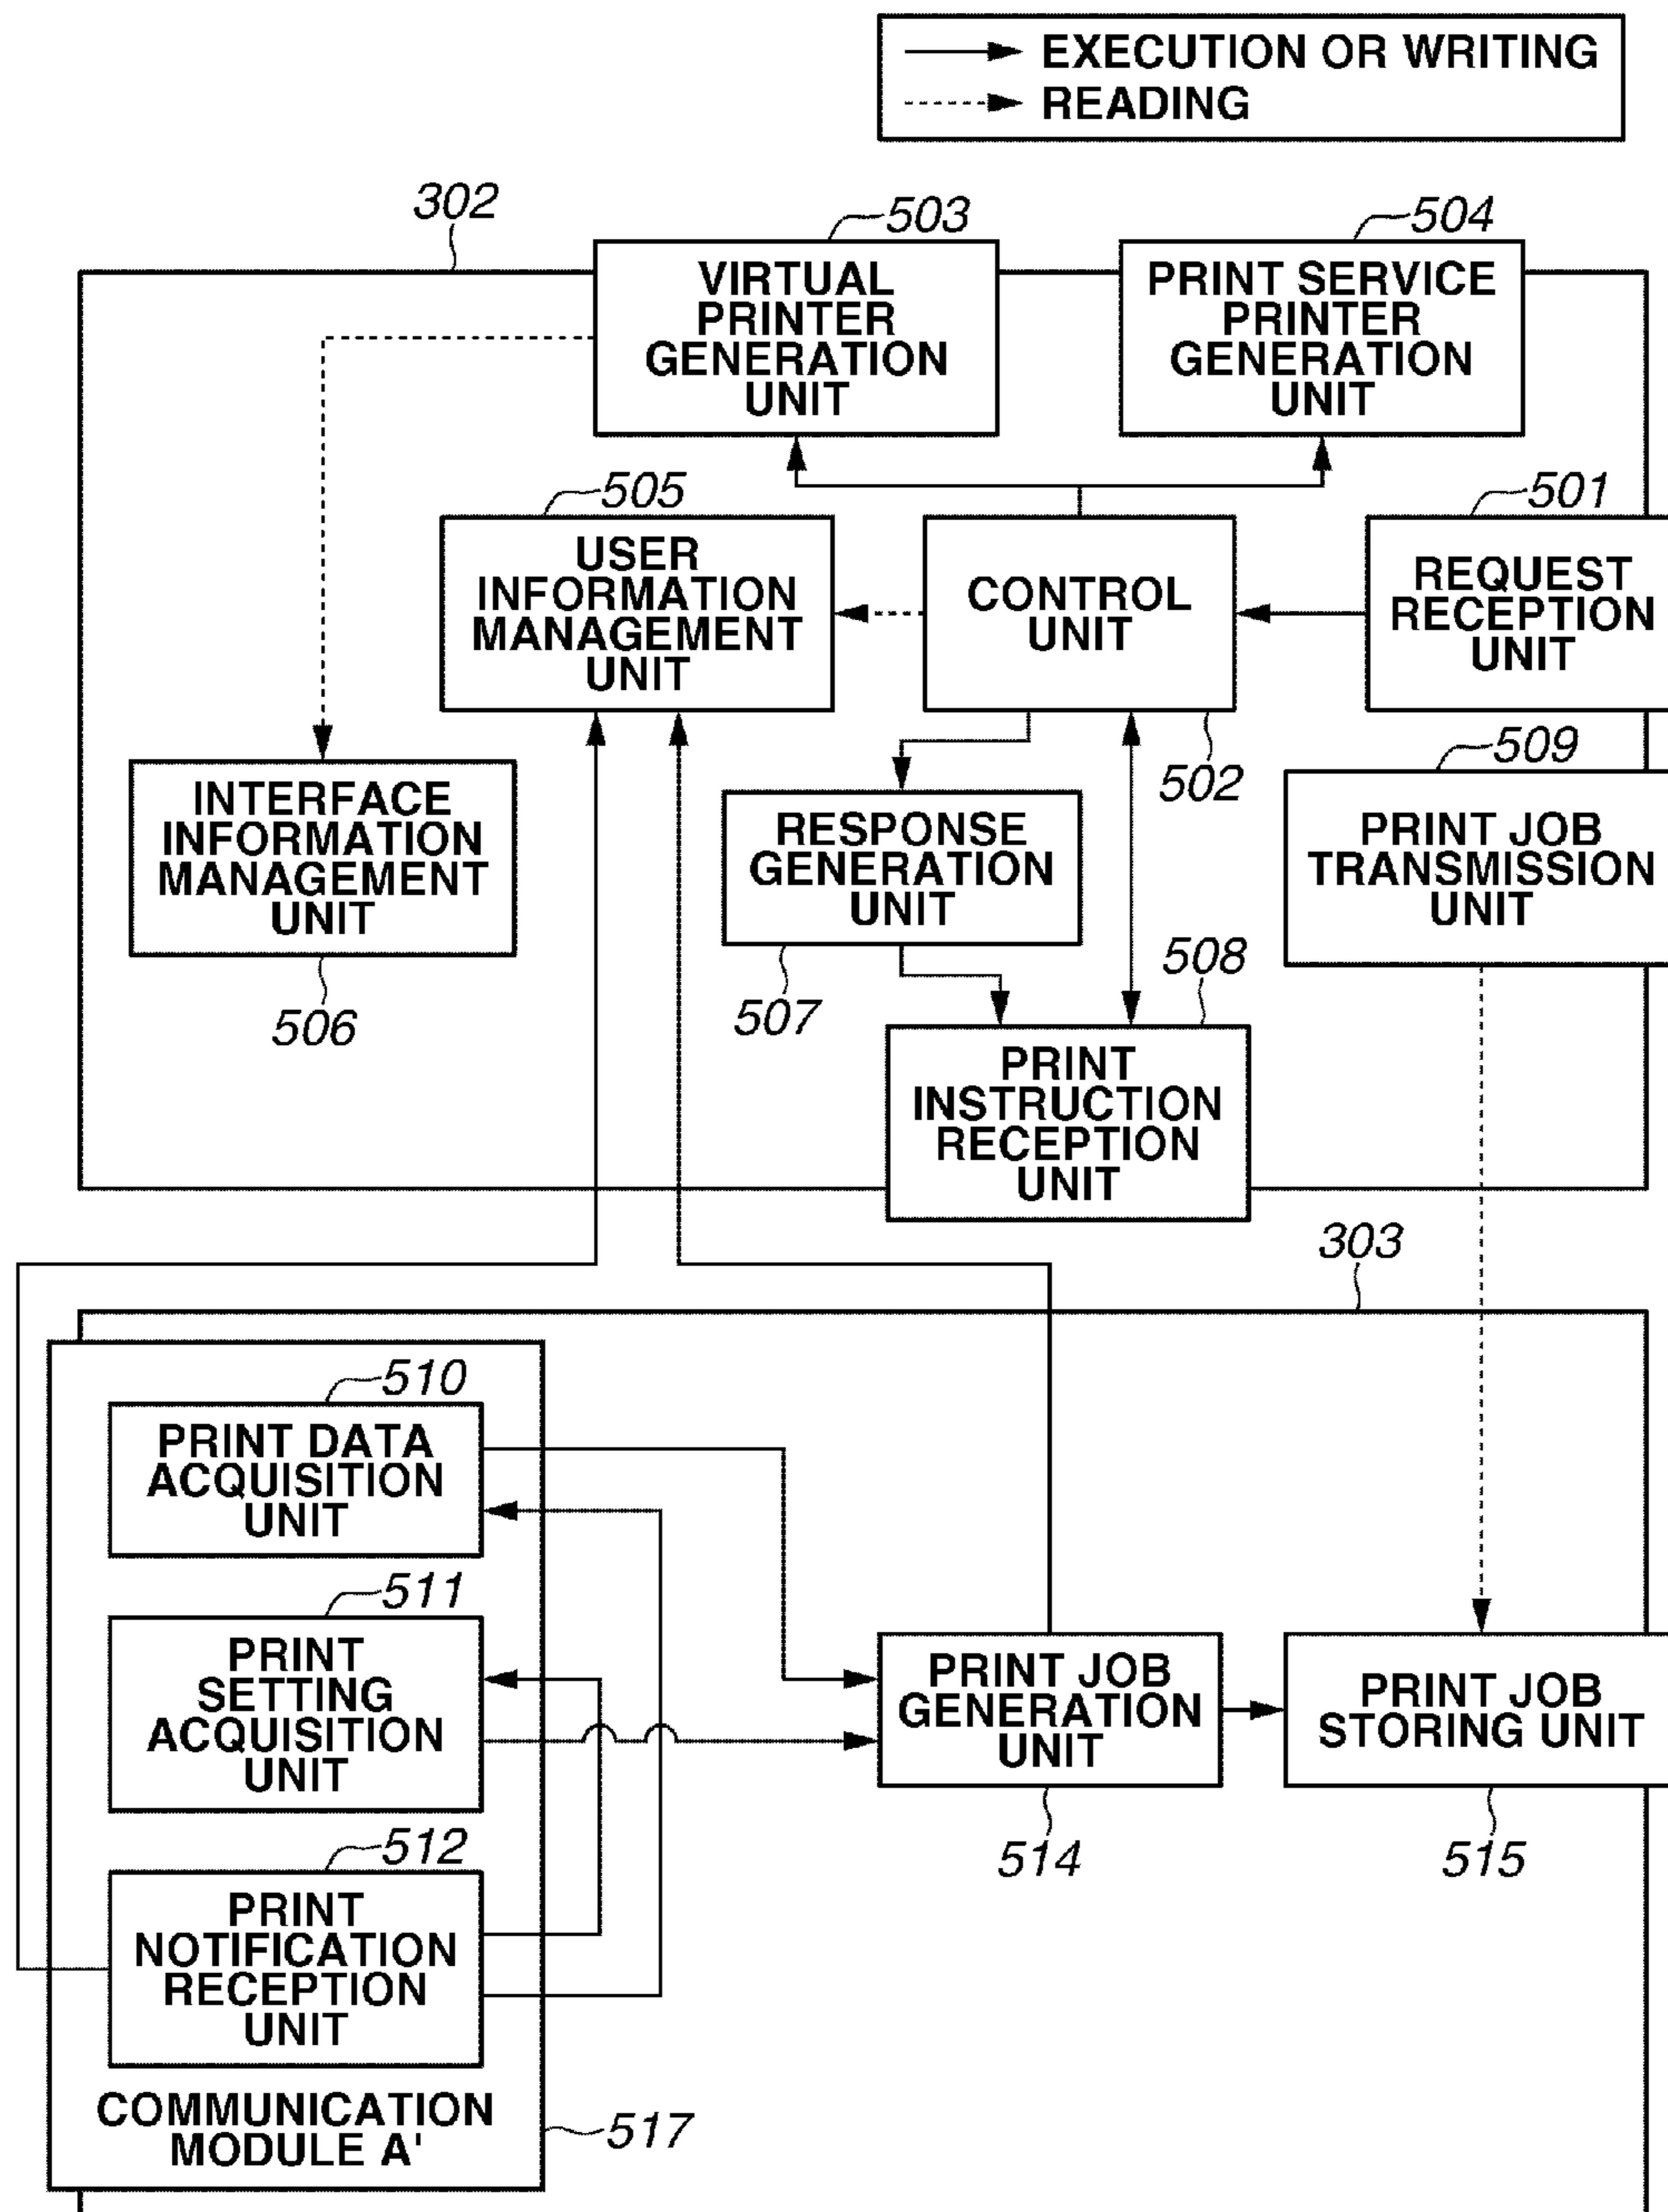 EXECUTION OR WRITING
READING
302
503
504
VIRTUAL
PRINTER
GENERATION
UNIT
PRINT SERVICE
PRINTER
GENERATION
UNIT
505
501
USER
INFORMATION
MANAGEMENT
UNIT
CONTROL
UNIT
REQUEST
RECEPTION
UNIT
502
509
INTERFACE
INFORMATION
MANAGEMENT
UNIT
506
RESPONSE
GENERATION
UNIT
507
PRINT JOB
TRANSMISSION
UNIT
508
PRINT
INSTRUCTION
RECEPTION
UNIT
303
510
PRINT DATA
ACQUISITION
UNIT
511
PRINT
SETTING
ACQUISITION
UNIT
PRINT JOB
GENERATION
UNIT
514
PRINT JOB
STORING UNIT
515
512
PRINT
NOTIFICATION
RECEPTION
UNIT
COMMUNICATION
MODULE A'
517